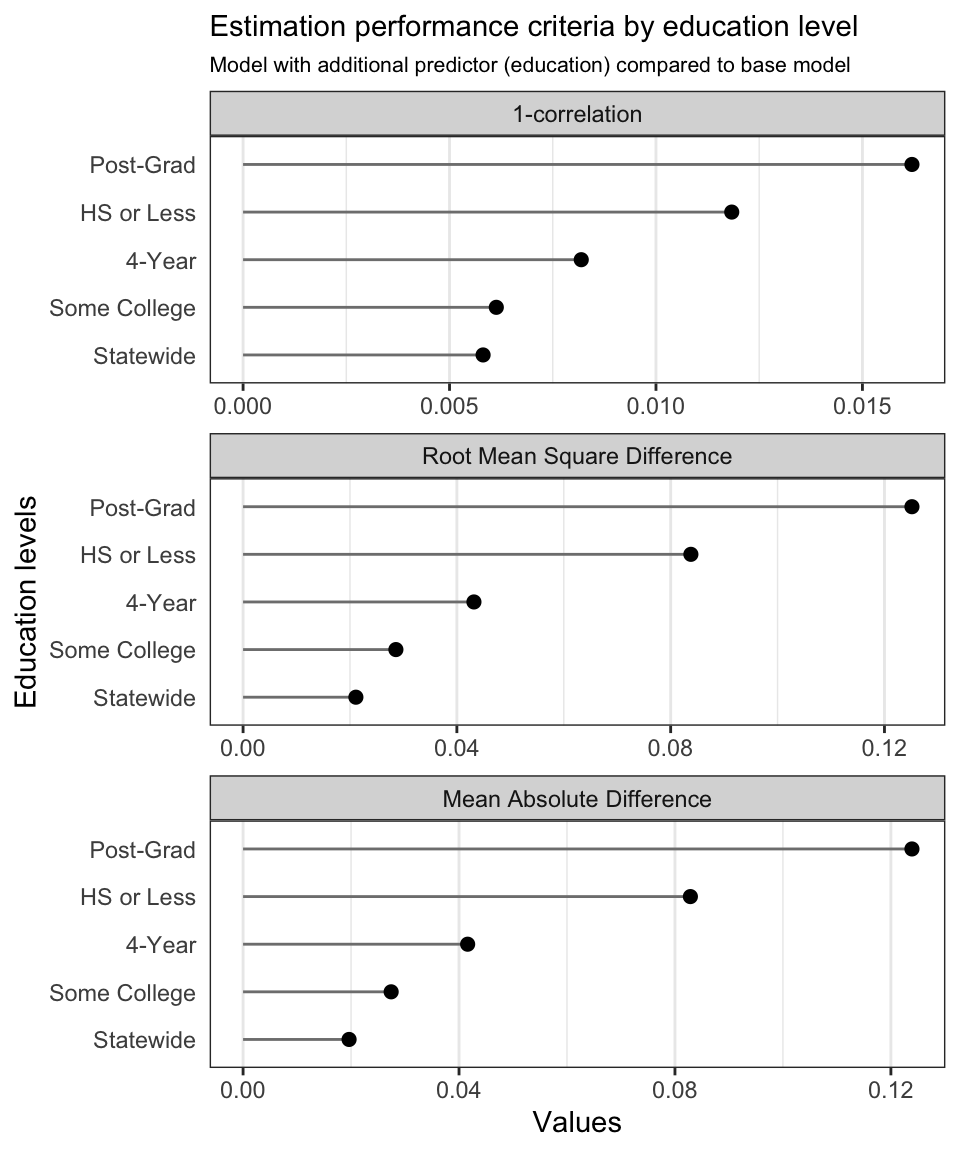 Estimation performance criteria by education level
Model with additional predictor (education) compared to base model
1-correlation
Post-Grad
HS or Less
4-Year
Some College
Statewide
0.000 0.005 0.010 0.015
Root Mean Square Difference
Post-Grad
HS or Less
4-Year
Some College
Statewide
0.00 0.04 0.08 0.12
Mean Absolute Difference
Post-Grad
HS or Less
4-Year
Some College
Statewide
0.00 0.04 0.08 0.12
Values
Education levels